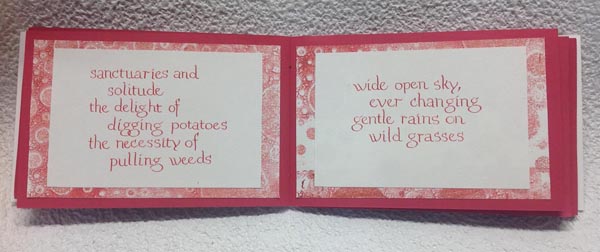 sanctuaries and
solitude
the delight of
digging potatoes
the necessity of
pulling weeds
wide open sky,
ever changing
gentle rains on
wild grasses